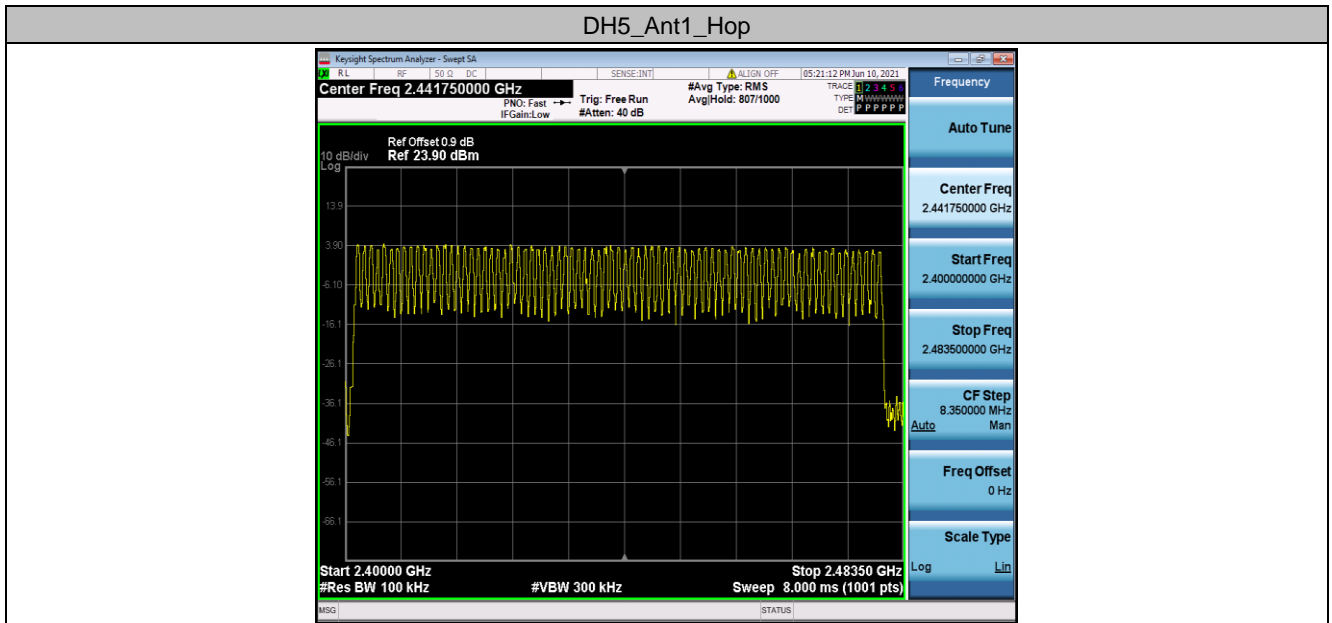 DH5_Ant1_Hop
Keysight Spectrum Analyzer - Swept SA
RL RF 50 Ω DC SENSE:INT ALIGN OFF 05:21:12 PM Jun 10, 2021
Center Freq 2.441750000 GHz
PNO: Fast
IFGain:Low
Trig: Free Run
#Atten: 40 dB
#Avg Type: RMS
Avg|Hold: 807/1000
TRACE 1 2 3 4 5 6
TYPE M WWWWW
DET P P P P P P
Frequency
Auto Tune
Center Freq
2.441750000 GHz
Start Freq
2.400000000 GHz
Stop Freq
2.483500000 GHz
CF Step
8.350000 MHz
Auto Man
Freq Offset
0 Hz
Scale Type
Log Lin
Ref Offset 0.9 dB
10 dB/div Ref 23.90 dBm
Log
13.9
3.90
-6.10
-16.1
-26.1
-36.1
-46.1
-56.1
-66.1
Start 2.40000 GHz Stop 2.48350 GHz
#Res BW 100 kHz #VBW 300 kHz Sweep 8.000 ms (1001 pts)
MSG STATUS